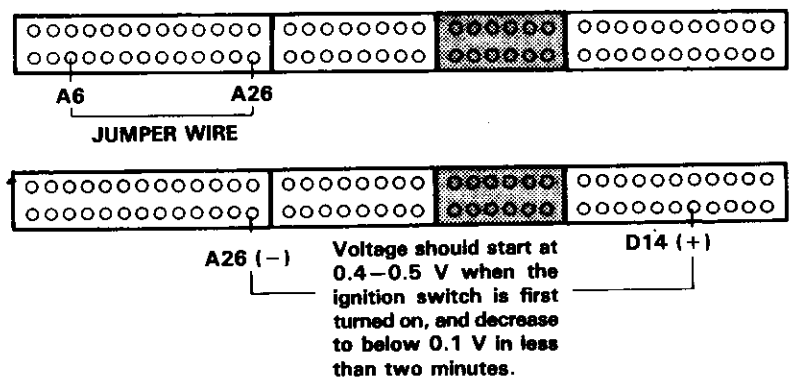 A6 A26
JUMPER WIRE
A26 (−) D14 (+)
Voltage should start at
0.4−0.5 V when the
ignition switch is first
turned on, and decrease
to below 0.1 V in less
than two minutes.